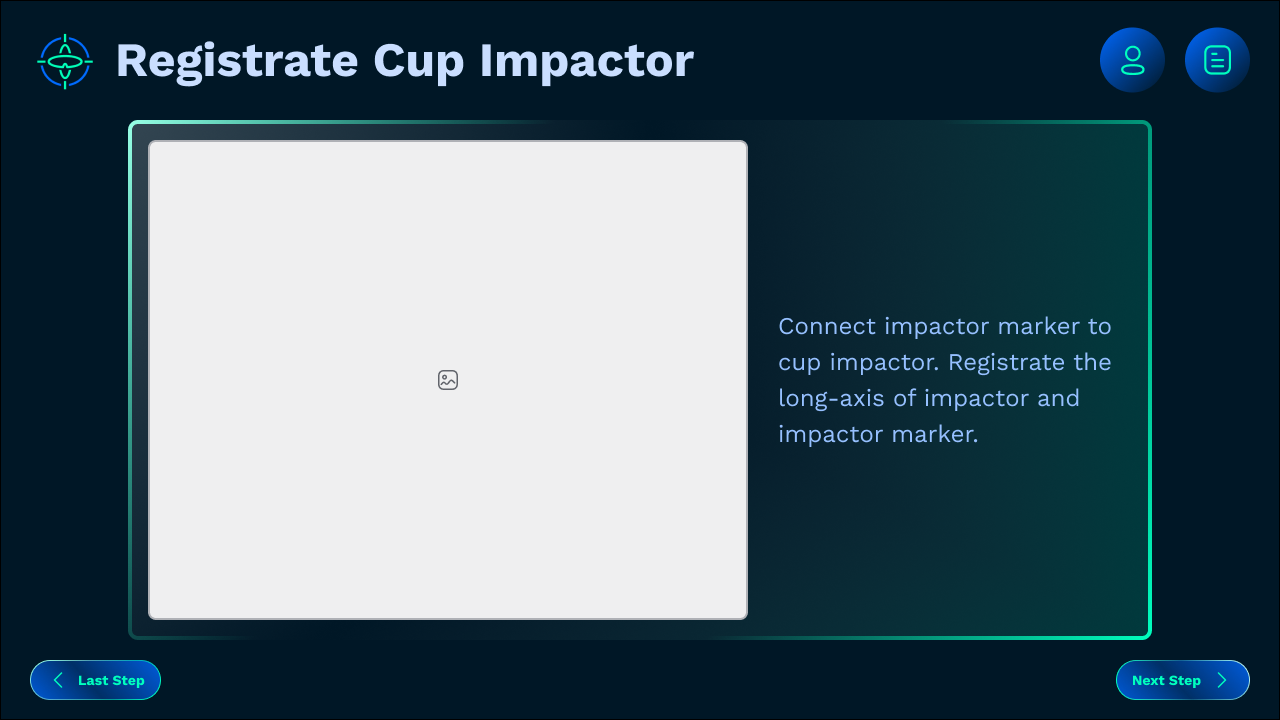 Registrate Cup Impactor
Connect impactor marker to
cup impactor. Registrate the
long-axis of impactor and
impactor marker.
Last Step
Next Step